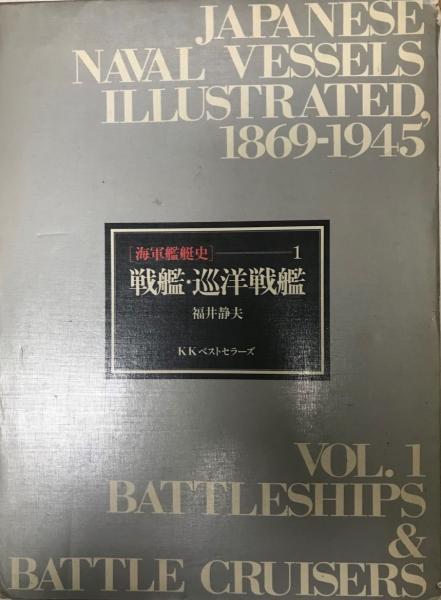 JAPANESE
NAVAL VESSELS
ILLUSTRATED,
1869-1945
[海軍艦艇史]——1
戦艦・巡洋戦艦
福井静夫
KKベストセラーズ
VOL. 1
BATTLESHIPS
&
BATTLE CRUISERS